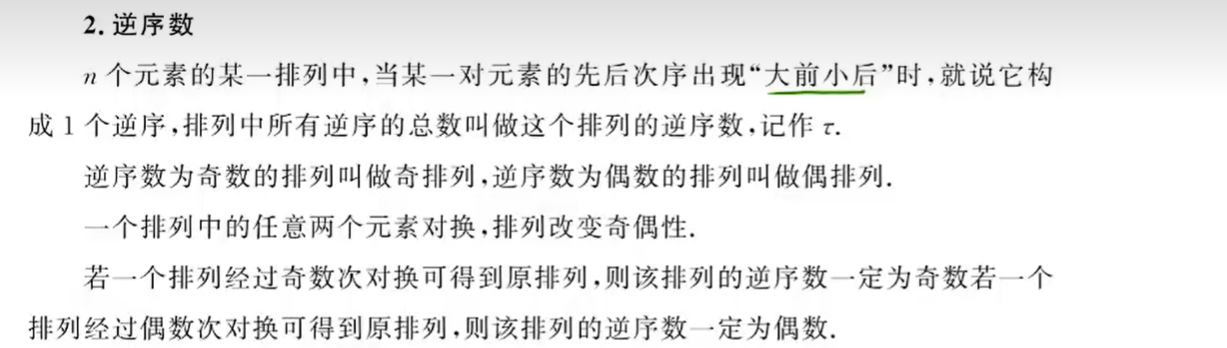 2. 逆序数
n 个元素的某一排列中,当某一对元素的先后次序出现“大前小后”时,就说它构
成 1 个逆序,排列中所有逆序的总数叫做这个排列的逆序数,记作 τ.
逆序数为奇数的排列叫做奇排列,逆序数为偶数的排列叫做偶排列.
一个排列中的任意两个元素对换,排列改变奇偶性.
若一个排列经过奇数次对换可得到原排列,则该排列的逆序数一定为奇数若一个
排列经过偶数次对换可得到原排列,则该排列的逆序数一定为偶数.